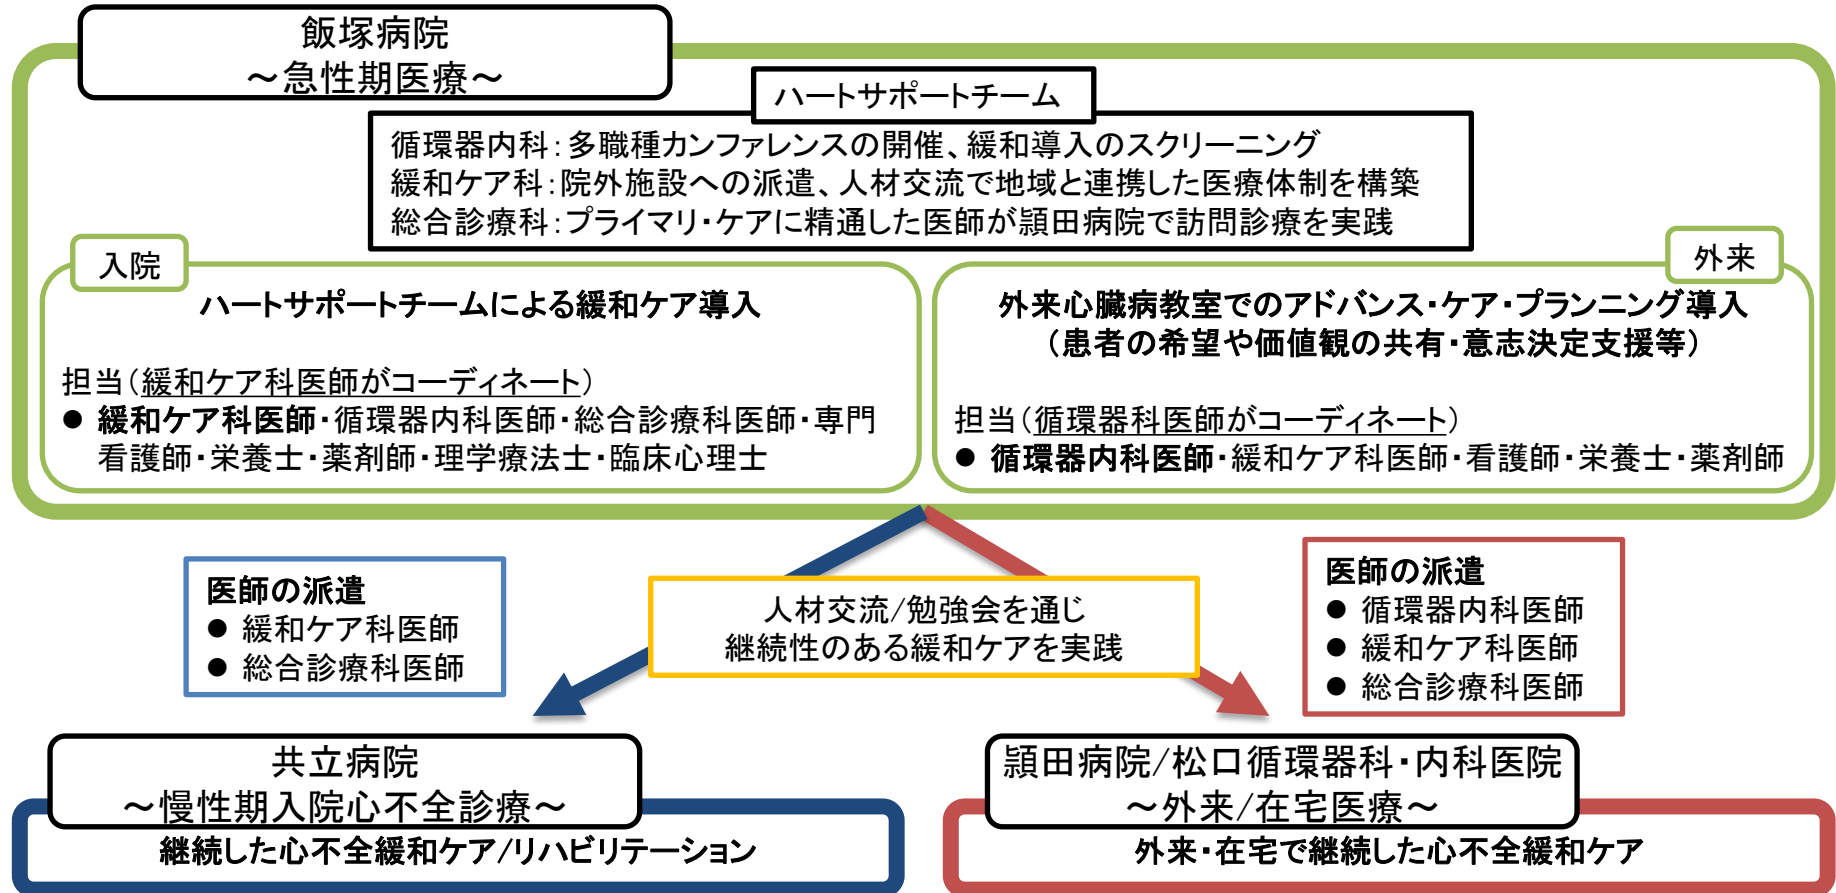 飯塚病院
～急性期医療～
ハートサポートチーム
循環器内科：多職種カンファレンスの開催、緩和導入のスクリーニング
緩和ケア科：院外施設への派遣、人材交流で地域と連携した医療体制を構築
総合診療科：プライマリ・ケアに精通した医師が頴田病院で訪問診療を実践
入院
ハートサポートチームによる緩和ケア導入
担当（緩和ケア科医師がコーディネート）
● 緩和ケア科医師・循環器内科医師・総合診療科医師・専門
看護師・栄養士・薬剤師・理学療法士・臨床心理士
外来
外来心臓病教室でのアドバンス・ケア・プランニング導入
（患者の希望や価値観の共有・意志決定支援等）
担当（循環器科医師がコーディネート）
● 循環器内科医師・緩和ケア科医師・看護師・栄養士・薬剤師
医師の派遣
● 緩和ケア科医師
● 総合診療科医師
人材交流/勉強会を通じ
継続性のある緩和ケアを実践
医師の派遣
● 循環器内科医師
● 緩和ケア科医師
● 総合診療科医師
共立病院
～慢性期入院心不全診療～
継続した心不全緩和ケア/リハビリテーション
頴田病院/松口循環器科・内科医院
～外来/在宅医療～
外来・在宅で継続した心不全緩和ケア